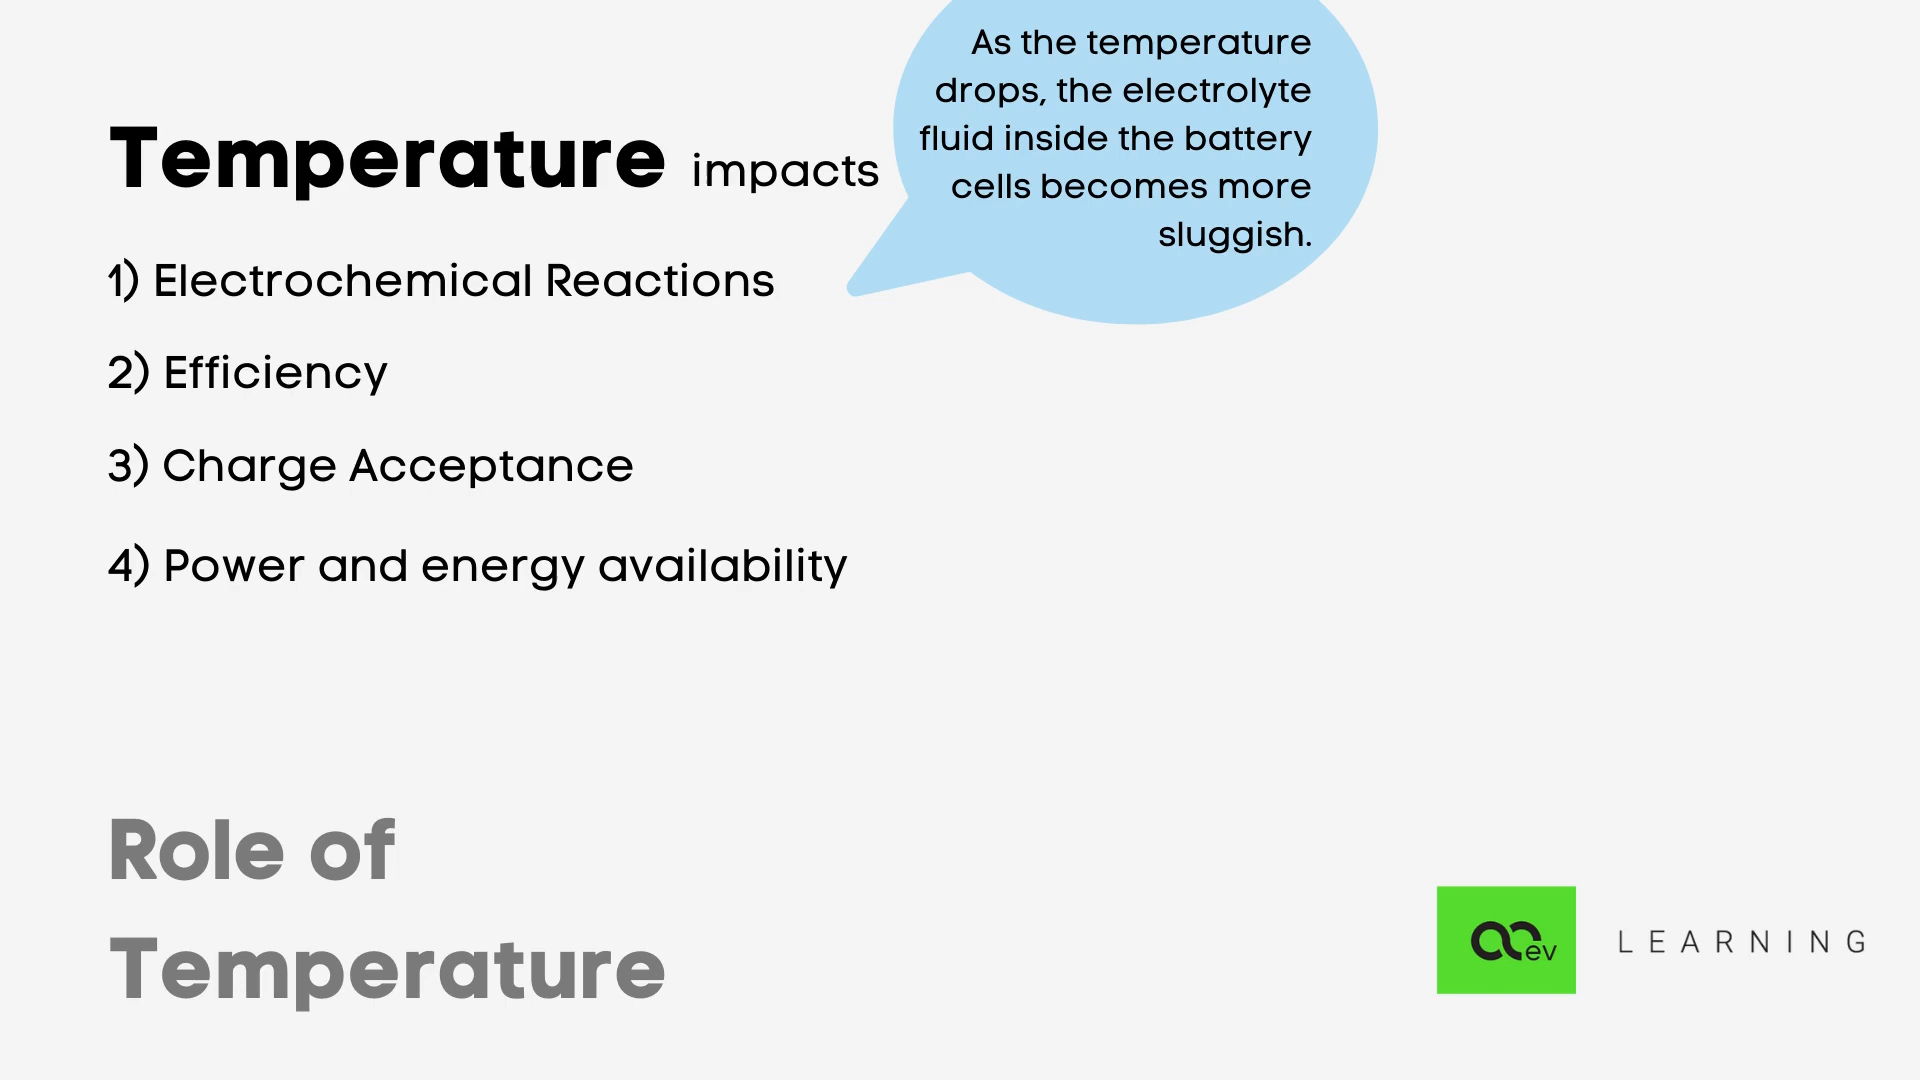 Temperature impacts
As the temperature
drops, the electrolyte
fluid inside the battery
cells becomes more
sluggish.
1) Electrochemical Reactions
2) Efficiency
3) Charge Acceptance
4) Power and energy availability
Role of
Temperature
ev
LEARNING